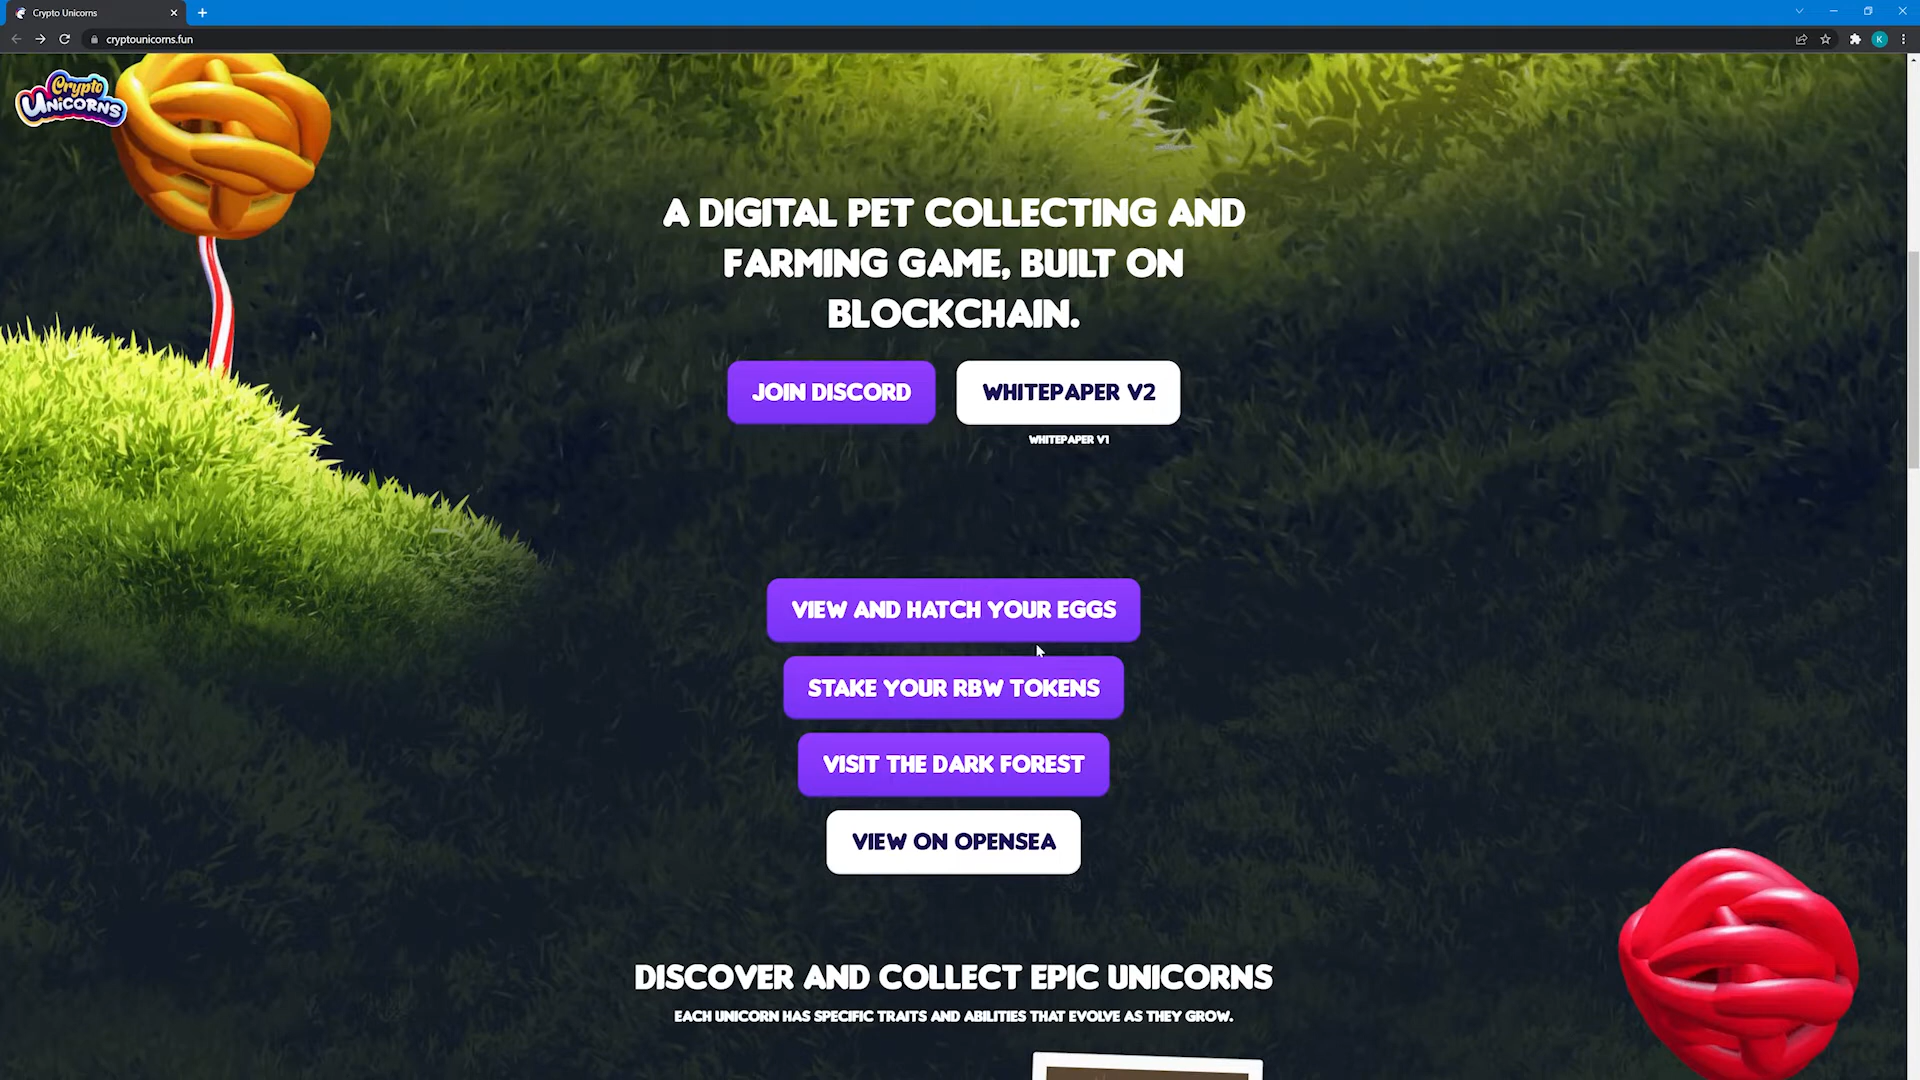 Crypto Unicorns
cryptounicorns.fun
K
Crypto
UNICORNS
A DIGITAL PET COLLECTING AND
FARMING GAME, BUILT ON
BLOCKCHAIN.
JOIN DISCORD
WHITEPAPER V2
WHITEPAPER V1
VIEW AND HATCH YOUR EGGS
STAKE YOUR RBW TOKENS
VISIT THE DARK FOREST
VIEW ON OPENSEA
DISCOVER AND COLLECT EPIC UNICORNS
EACH UNICORN HAS SPECIFIC TRAITS AND ABILITIES THAT EVOLVE AS THEY GROW.